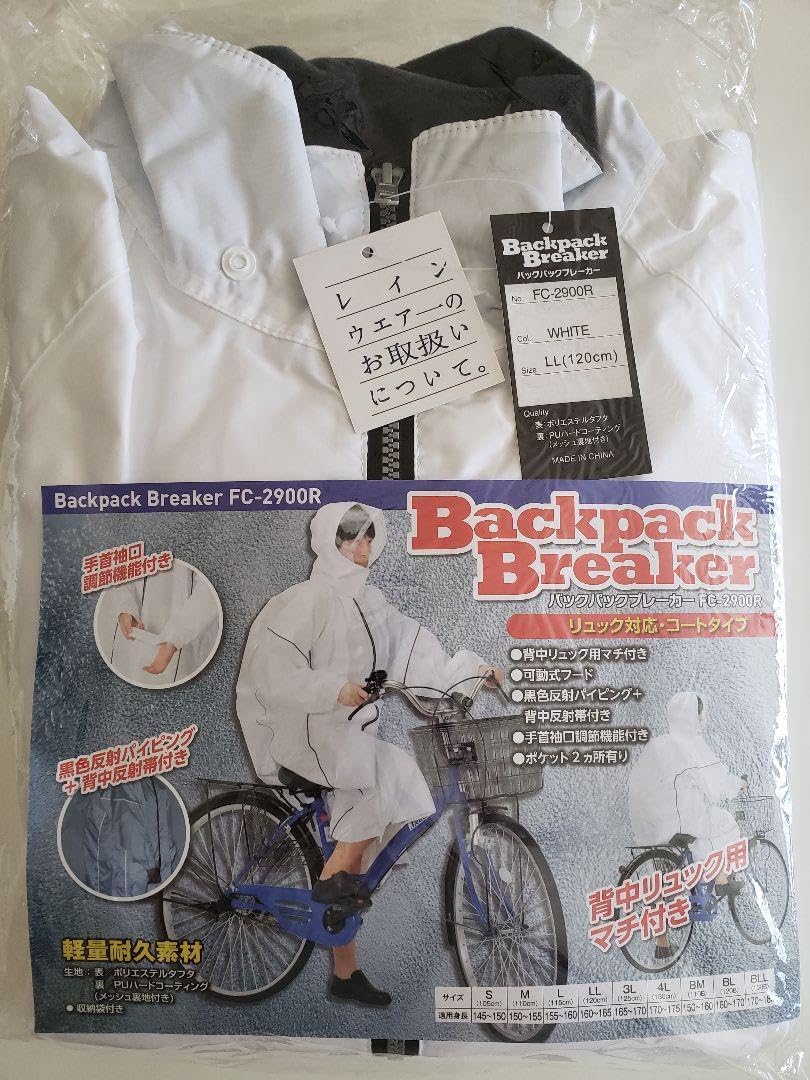 レイン
ウエアーの
お取扱い
について。
Backpack
Breaker
バックパックブレーカー
No. FC-2900R
Col. WHITE
Size LL(120cm)
Quality
表:ポリエステルタフタ
裏:PUハードコーティング
(メッシュ裏地付き)
MADE IN CHINA
Backpack Breaker FC-2900R
Backpack
Breaker
バックパックブレーカー FC-2900R
リュック対応・コートタイプ
●背中リュック用マチ付き
●可動式フード
●黒色反射パイピング+
背中反射帯付き
●手首袖口調節機能付き
●ポケット2ヵ所有り
手首袖口
調節機能付き
黒色反射パイピング
+背中反射帯付き
背中リュック用
マチ付き
軽量耐久素材
生地:表 ポリエステルタフタ
裏 PUハードコーティング
(メッシュ裏地付き)
●収納袋付き
サイズ S(105cm) M(110cm) L(115cm) LL(120cm) 3L(125cm) 4L(130cm) BM(110B) BL(120B) BLL(130B)
適用身長 145~150 150~155 155~160 160~165 165~170 170~175 150~160 160~170